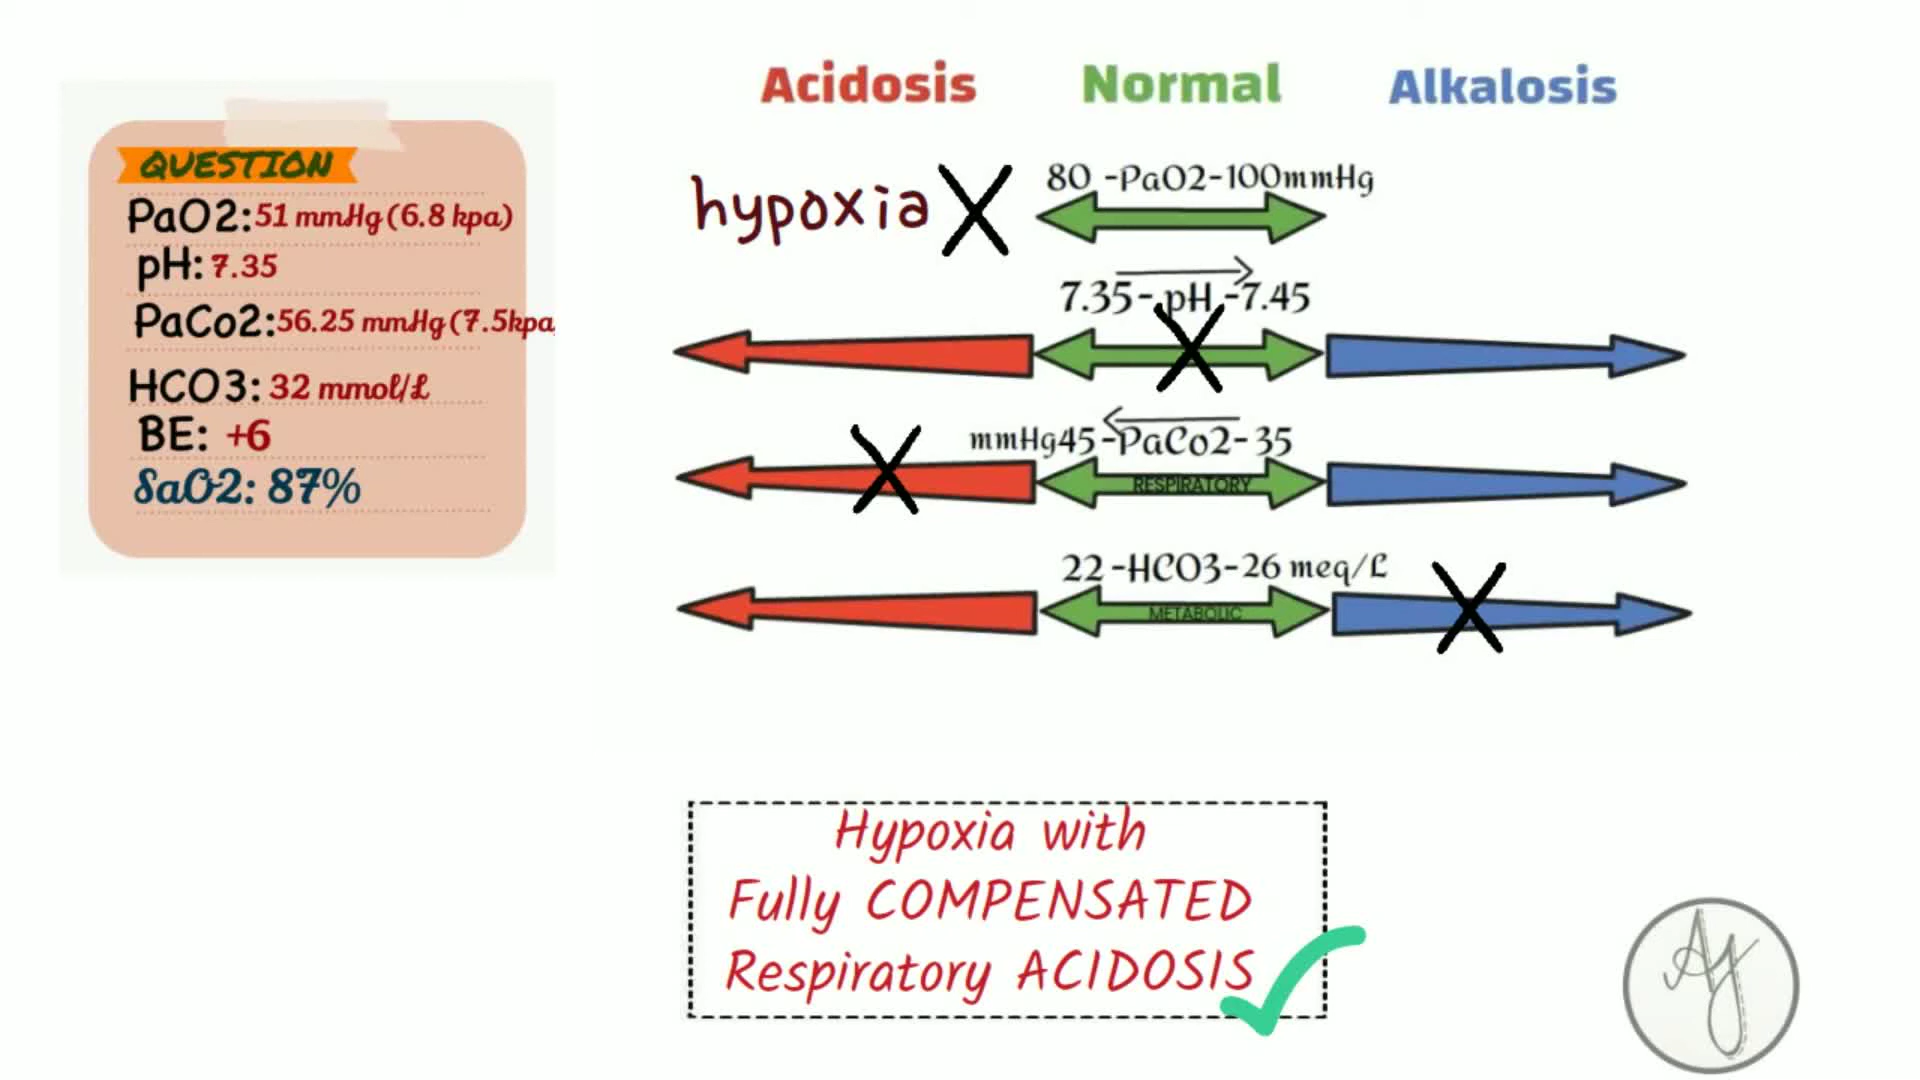 Acidosis Normal Alkalosis
QUESTION
PaO2: 51 mmHg (6.8 kpa)
pH: 7.35
PaCo2: 56.25 mmHg (7.5kpa
HCO3: 32 mmol/L
BE: +6
SaO2: 87%
hypoxia
80 -PaO2-100mmHg
7.35- pH -7.45
mmHg45 -PaCo2- 35
RESPIRATORY
22 -HCO3-26 meq/L
METABOLIC
Hypoxia with
Fully COMPENSATED
Respiratory ACIDOSIS